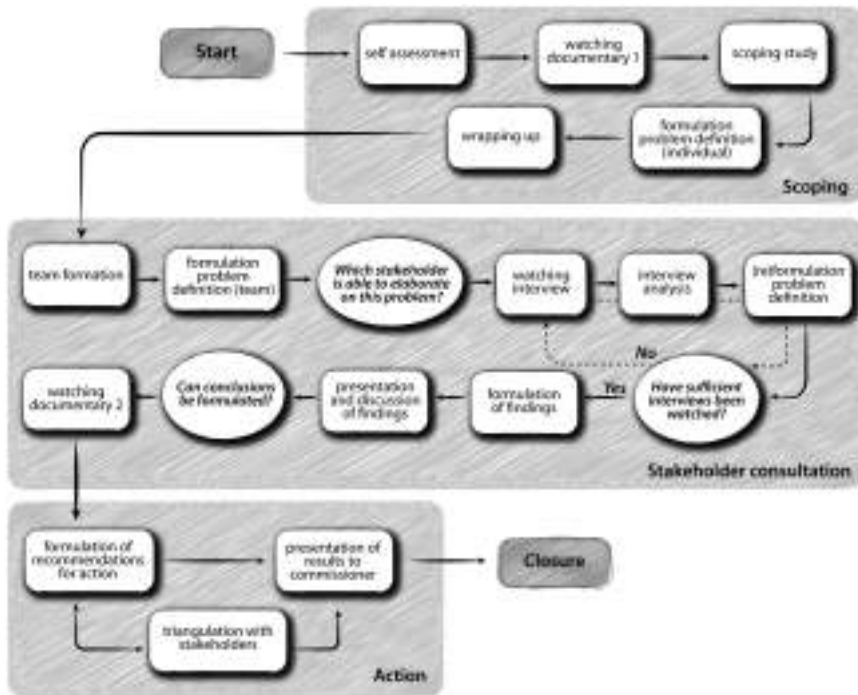 Start
self assessment
watching
documentary 1
scoping study
wrapping up
formulation
problem definition
(individual)
Scoping
team formation
formulation
problem
definition (team)
Which stakeholder
is able to elaborate
on this problem?
watching
interview
interview
analysis
(re)formulation
problem
definition
No
watching
documentary 2
Can conclusions
be formulated?
presentation
and discussion
of findings
formulation
of findings
Yes
Have sufficient
interviews been
watched?
Stakeholder consultation
formulation of
recommendations
for action
presentation of
results to
commissioner
Closure
triangulation with
stakeholders
Action